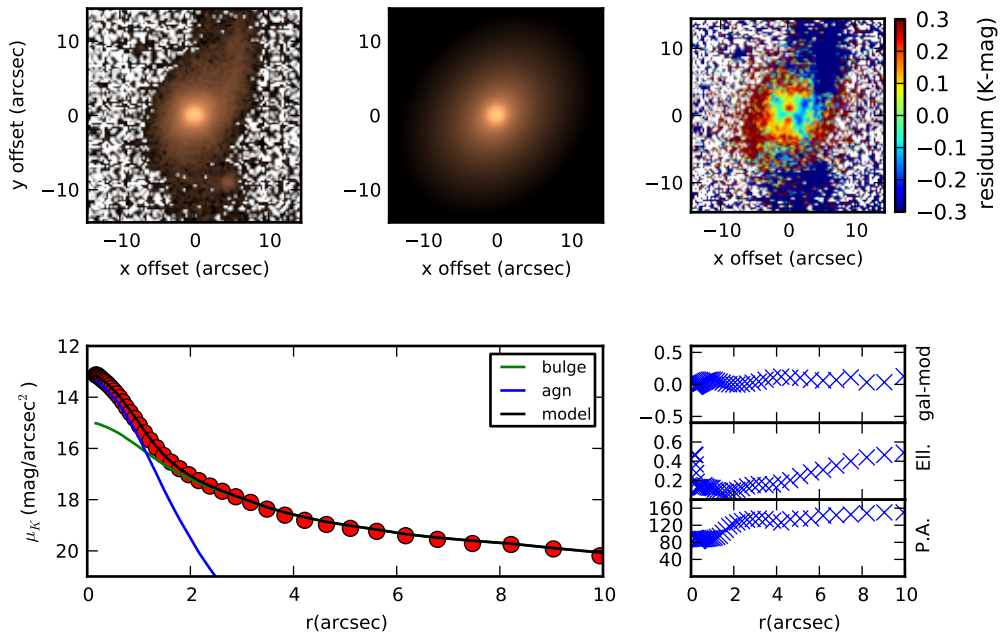 10
0
−10
y offset (arcsec)
−10 0 10
x offset (arcsec)
10
0
−10
−10 0 10
x offset (arcsec)
10
0
−10
−10 0 10
x offset (arcsec)
0.3
0.2
0.1
0.0
−0.1
−0.2
−0.3
residuum (K-mag)
12
14
16
18
20
μK (mag/arcsec²)
bulge
agn
model
0 2 4 6 8 10
r(arcsec)
0.5
0.0
−0.5
gal-mod
0.6
0.4
0.2
Ell.
160
120
80
40
P.A.
0 2 4 6 8 10
r(arcsec)